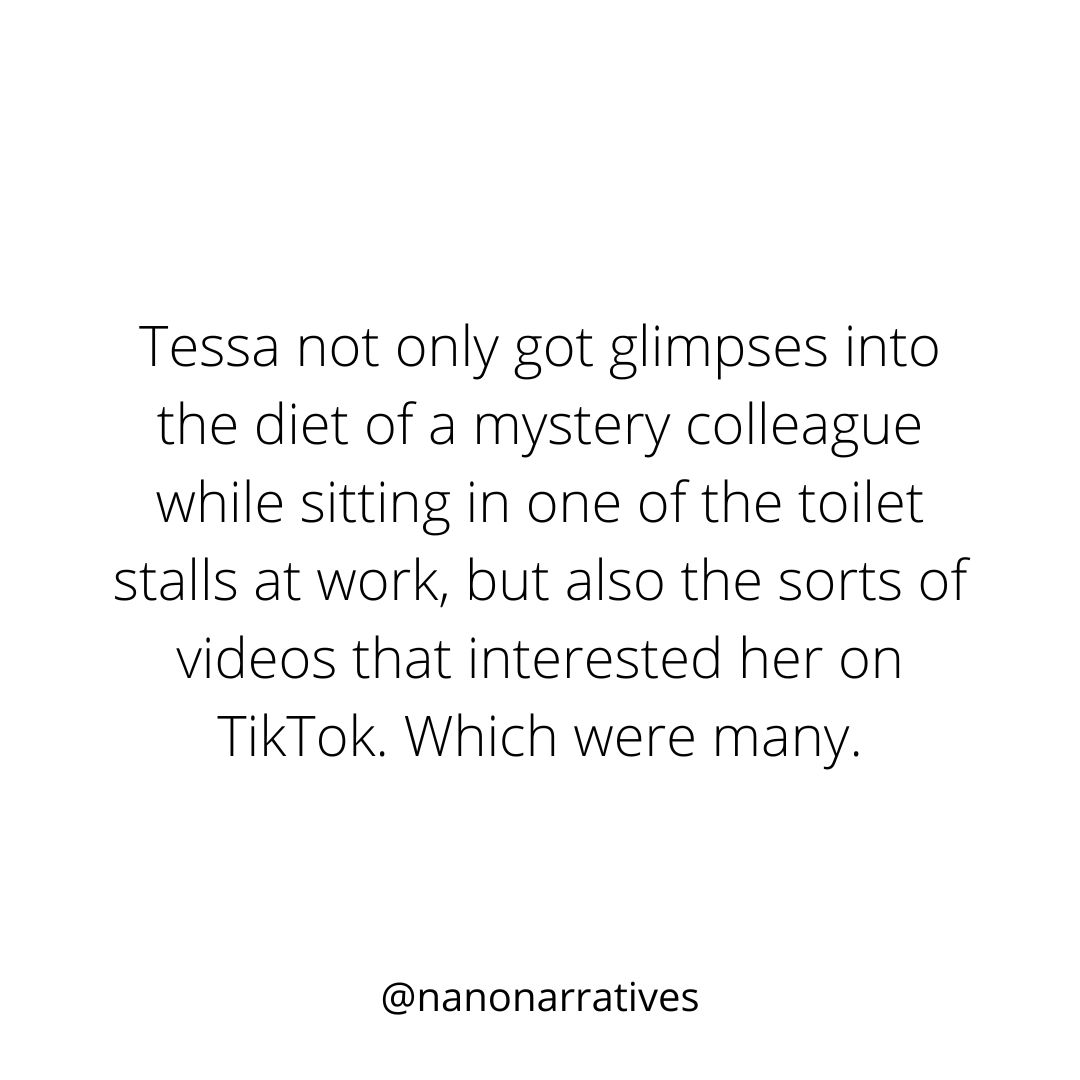 Tessa not only got glimpses into
the diet of a mystery colleague
while sitting in one of the toilet
stalls at work, but also the sorts of
videos that interested her on
TikTok. Which were many.
@nanonarratives